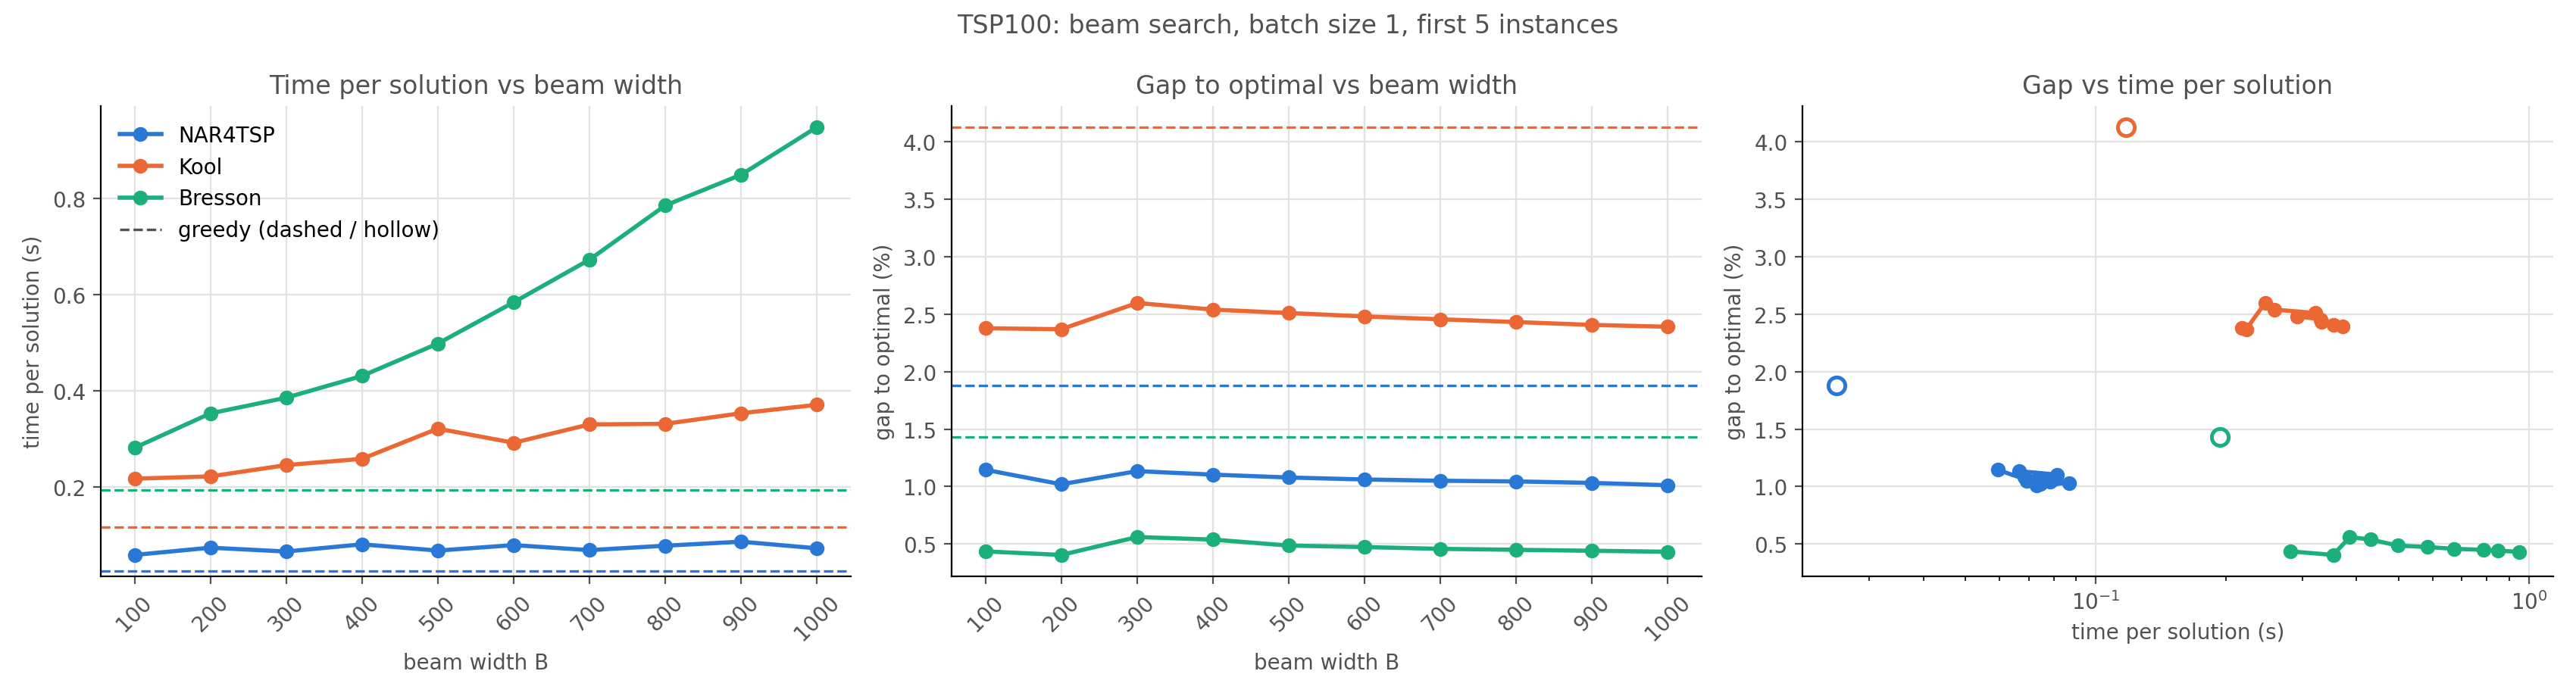 TSP100: beam search, batch size 1, first 5 instances
Time per solution vs beam width
time per solution (s)
0.8
0.6
0.4
0.2
NAR4TSP
Kool
Bresson
greedy (dashed / hollow)
100 200 300 400 500 600 700 800 900 1000
beam width B
Gap to optimal vs beam width
gap to optimal (%)
4.0
3.5
3.0
2.5
2.0
1.5
1.0
0.5
100 200 300 400 500 600 700 800 900 1000
beam width B
Gap vs time per solution
gap to optimal (%)
4.0
3.5
3.0
2.5
2.0
1.5
1.0
0.5
10⁻¹ 10⁰
time per solution (s)